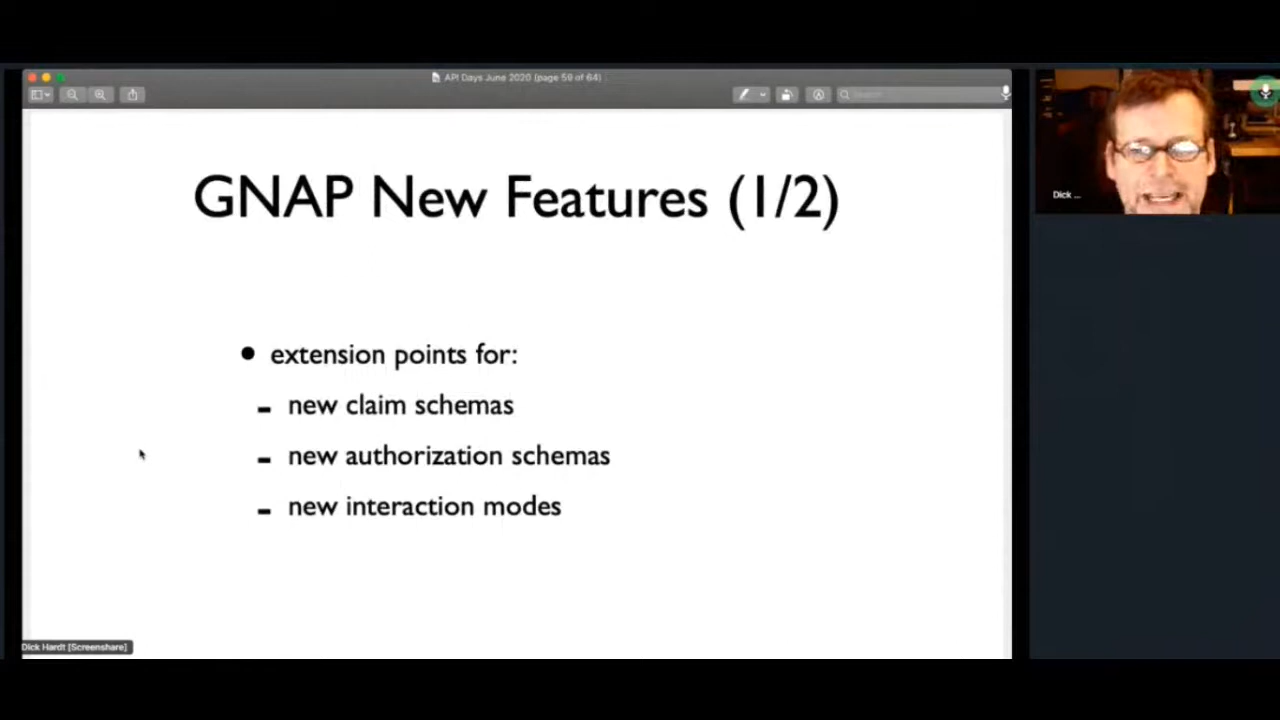 API Days June 2020 (page 59 of 64)
Search
GNAP New Features (1/2)
Dick ...
• extension points for:
- new claim schemas
- new authorization schemas
- new interaction modes
Dick Hardt [Screenshare]